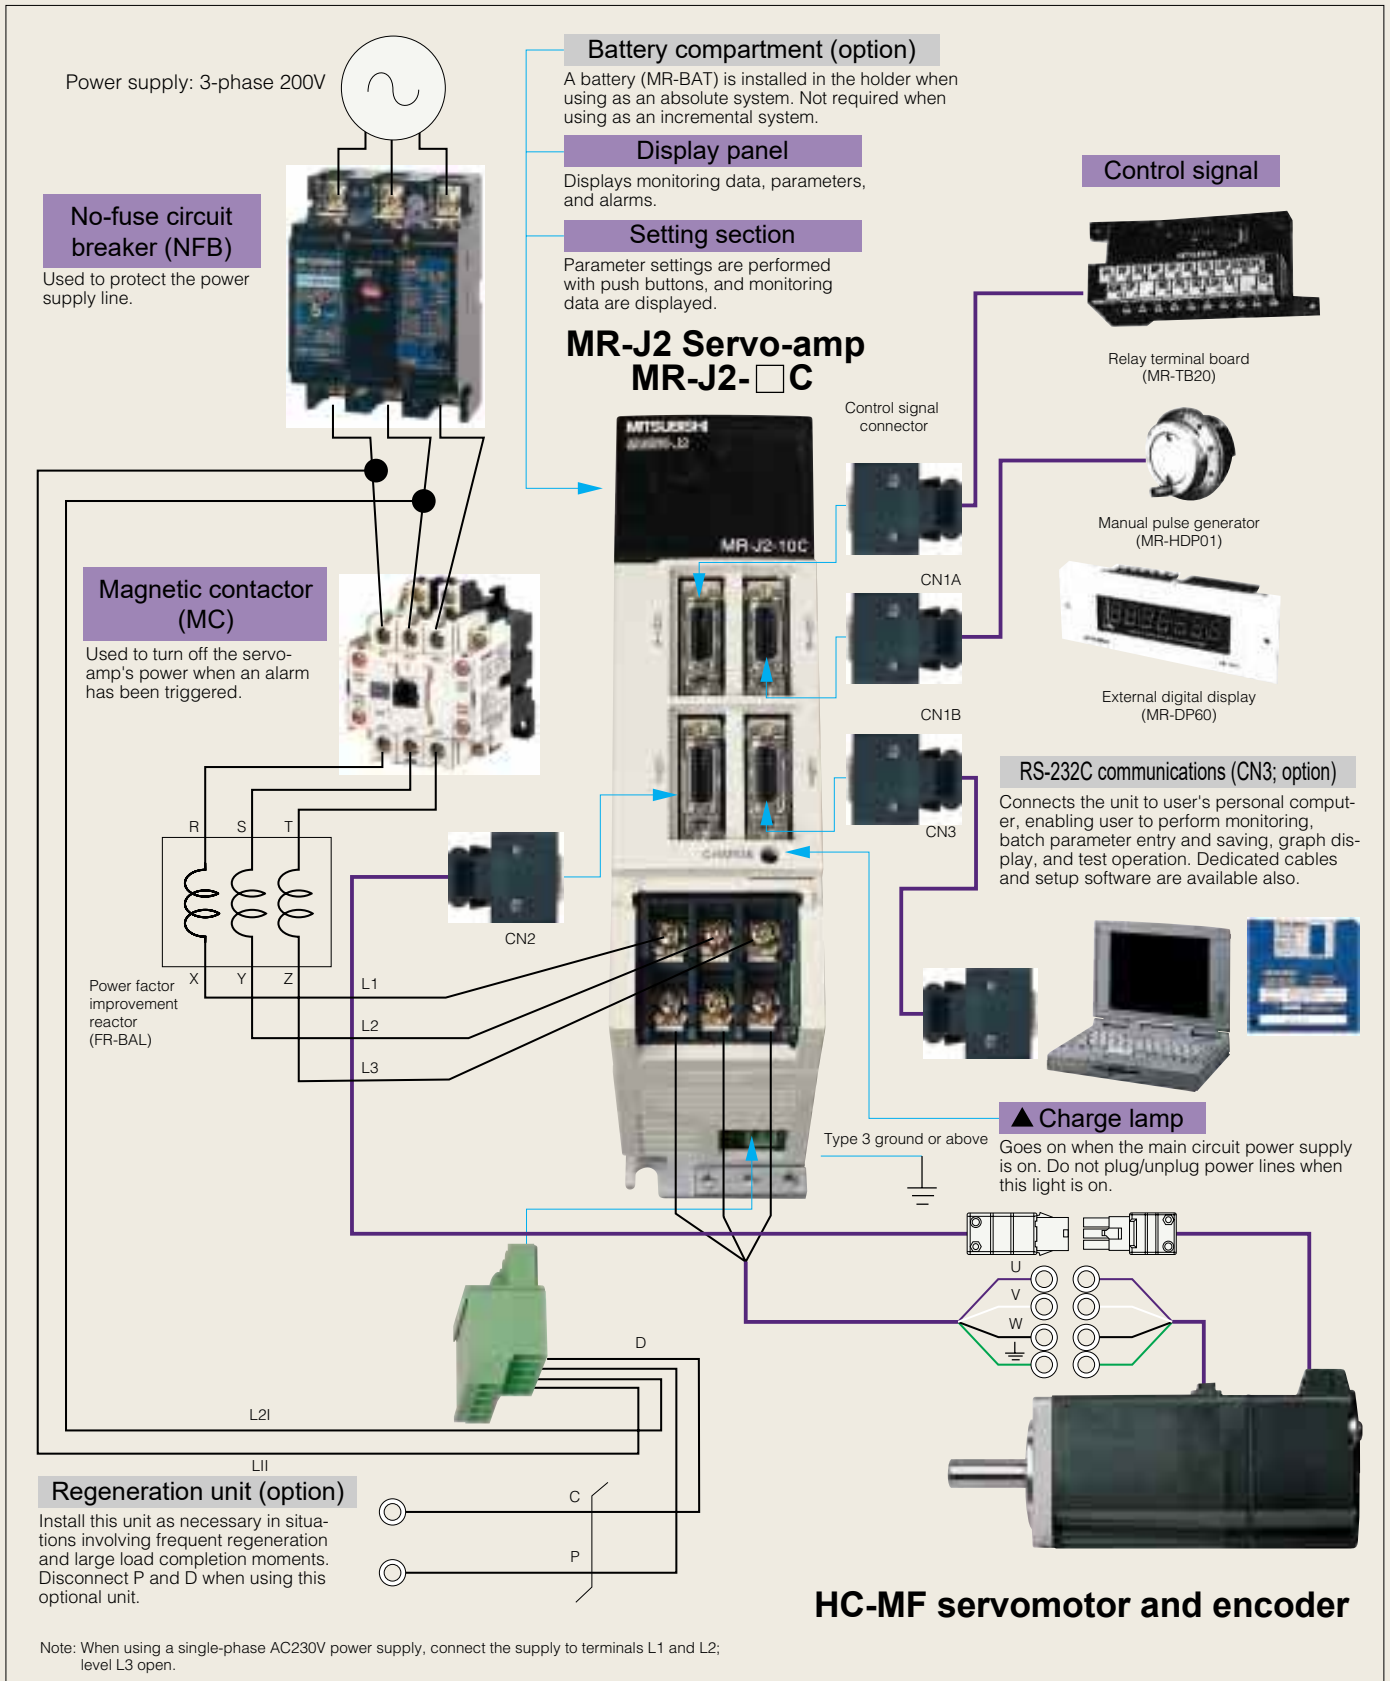 Power supply: 3-phase 200V
Battery compartment (option)
A battery (MR-BAT) is installed in the holder when
using as an absolute system. Not required when
using as an incremental system.
Display panel
Displays monitoring data, parameters,
and alarms.
Setting section
Parameter settings are performed
with push buttons, and monitoring
data are displayed.
No-fuse circuit
breaker (NFB)
Used to protect the power
supply line.
Control signal
MR-J2 Servo-amp
MR-J2-□C
Relay terminal board
(MR-TB20)
Control signal
connector
MITSUBISHI
MR-J2-10C
Manual pulse generator
(MR-HDP01)
CN1A
Magnetic contactor
(MC)
Used to turn off the servo-
amp's power when an alarm
has been triggered.
External digital display
(MR-DP60)
CN1B
RS-232C communications (CN3; option)
Connects the unit to user's personal comput-
er, enabling user to perform monitoring,
batch parameter entry and saving, graph dis-
play, and test operation. Dedicated cables
and setup software are available also.
CN3
CHARGE
R S T
CN2
X Y Z
Power factor
improvement
reactor
(FR-BAL)
L1
L2
L3
▲ Charge lamp
Goes on when the main circuit power supply
is on. Do not plug/unplug power lines when
this light is on.
Type 3 ground or above
U
V
W
D
L2I
LII
Regeneration unit (option)
Install this unit as necessary in situa-
tions involving frequent regeneration
and large load completion moments.
Disconnect P and D when using this
optional unit.
C
P
HC-MF servomotor and encoder
Note: When using a single-phase AC230V power supply, connect the supply to terminals L1 and L2;
level L3 open.